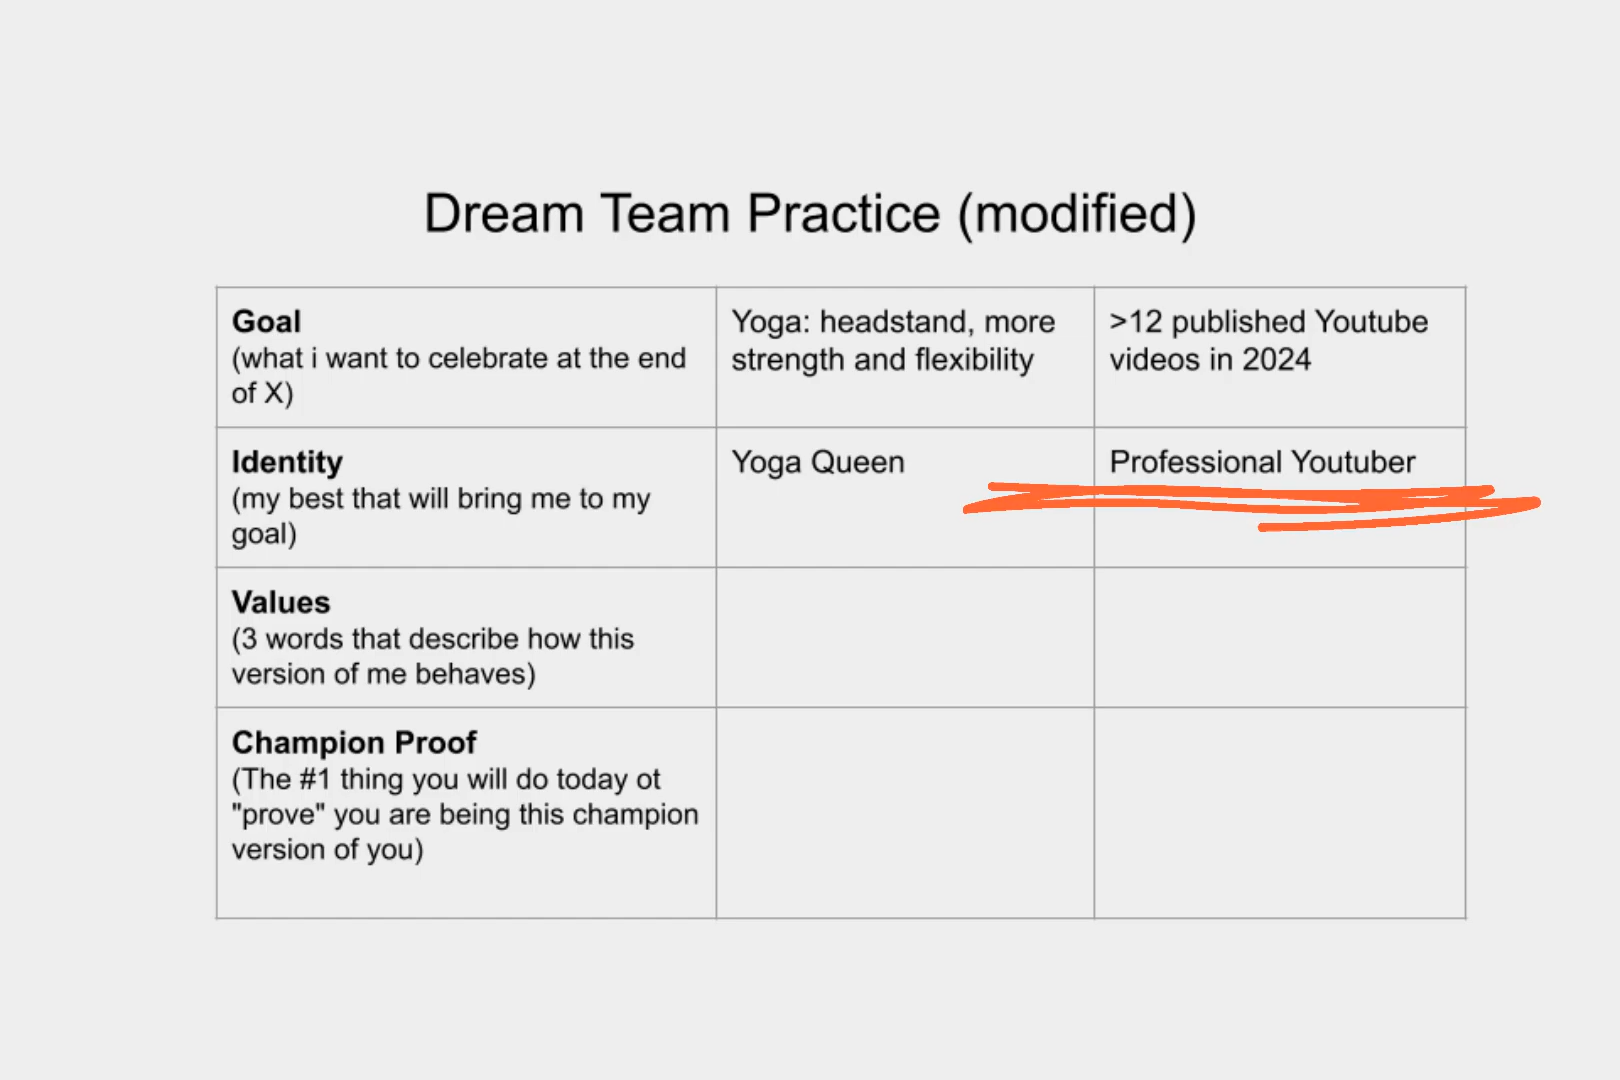 Dream Team Practice (modified)
Goal
(what i want to celebrate at the end
of X)
Yoga: headstand, more
strength and flexibility
>12 published Youtube
videos in 2024
Identity
(my best that will bring me to my
goal)
Yoga Queen
Professional Youtuber
Values
(3 words that describe how this
version of me behaves)
Champion Proof
(The #1 thing you will do today ot
"prove" you are being this champion
version of you)